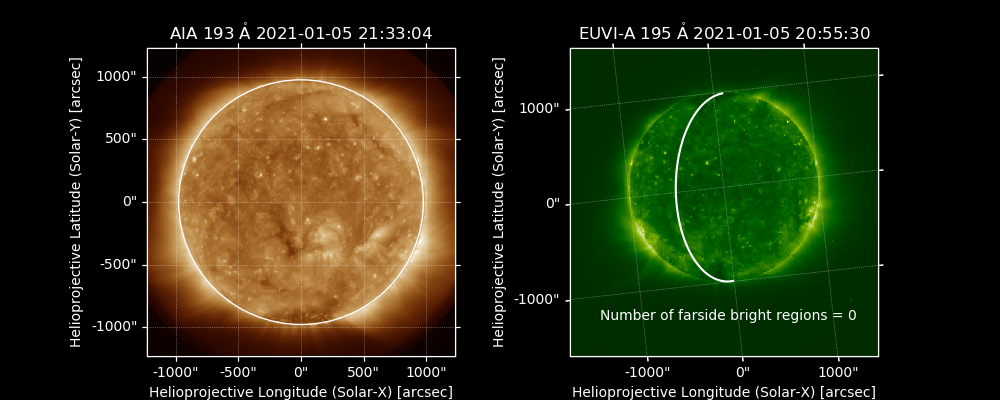 AIA 193 Å 2021-01-05 21:33:04
1000"
500"
0"
-500"
-1000"
-1000" -500" 0" 500" 1000"
Helioprojective Longitude (Solar-X) [arcsec]
Helioprojective Latitude (Solar-Y) [arcsec]
EUVI-A 195 Å 2021-01-05 20:55:30
1000"
0"
-1000"
Number of farside bright regions = 0
-1000" 0" 1000"
Helioprojective Longitude (Solar-X) [arcsec]
Helioprojective Latitude (Solar-Y) [arcsec]